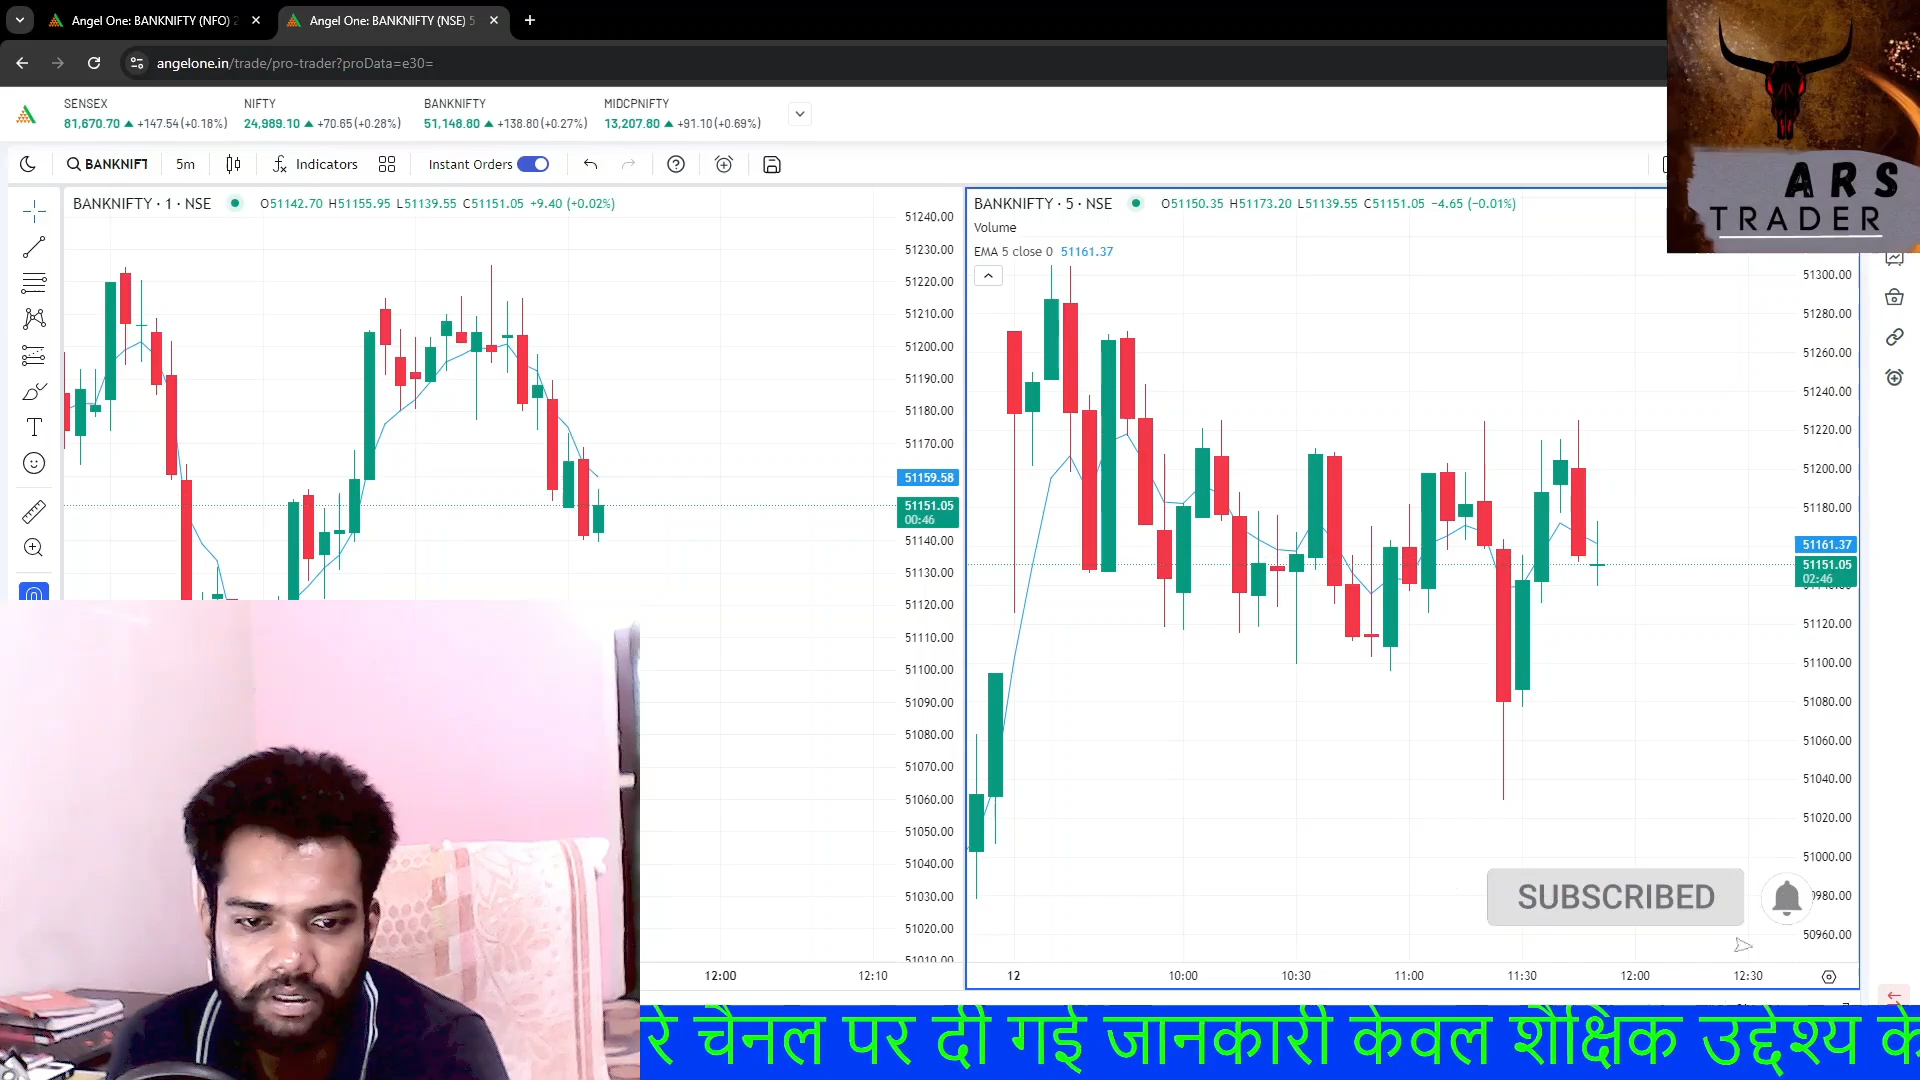 Angel One: BANKNIFTY (NFO) 2
Angel One: BANKNIFTY (NSE) 5
angelone.in/trade/pro-trader?proData=e30=
SENSEX
81,670.70 ▲ +147.54(+0.18%)
NIFTY
24,989.10 ▲ +70.65(+0.28%)
BANKNIFTY
51,148.80 ▲ +138.80(+0.27%)
MIDCPNIFTY
13,207.80 ▲ +91.10(+0.69%)
BANKNIFT
5m
Indicators
Instant Orders
ARS
TRADER
BANKNIFTY · 1 · NSE
O51142.70 H51155.95 L51139.55 C51151.05 +9.40 (+0.02%)
51240.00
51230.00
51220.00
51210.00
51200.00
51190.00
51180.00
51170.00
51159.58
51151.05
00:46
51140.00
51130.00
51120.00
51110.00
51100.00
51090.00
51080.00
51070.00
51060.00
51050.00
51040.00
51030.00
51020.00
51010.00
12:00
12:10
BANKNIFTY · 5 · NSE
O51150.35 H51173.20 L51139.55 C51151.05 −4.65 (−0.01%)
Volume
EMA 5 close 0 51161.37
51300.00
51280.00
51260.00
51240.00
51220.00
51200.00
51180.00
51161.37
51151.05
02:46
51120.00
51100.00
51080.00
51060.00
51040.00
51020.00
51000.00
980.00
50960.00
12
10:00
10:30
11:00
11:30
12:00
12:30
SUBSCRIBED
रे चैनल पर दी गई जानकारी केवल शैक्षिक उद्देश्य के